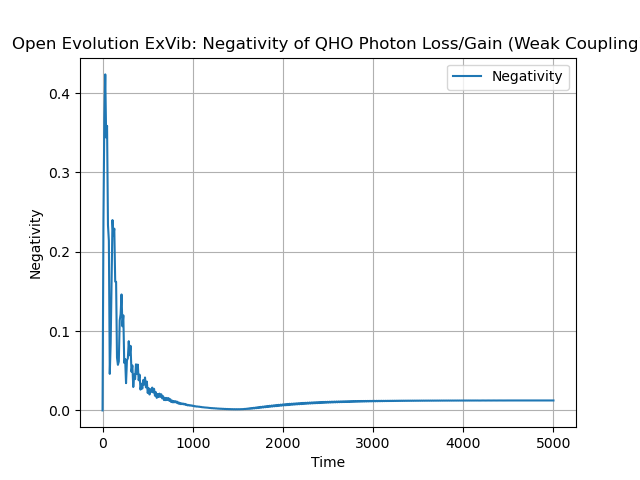 Open Evolution ExVib: Negativity of QHO Photon Loss/Gain (Weak Coupling
Negativity
0.4
0.3
0.2
0.1
0.0
Negativity
0
1000
2000
3000
4000
5000
Time